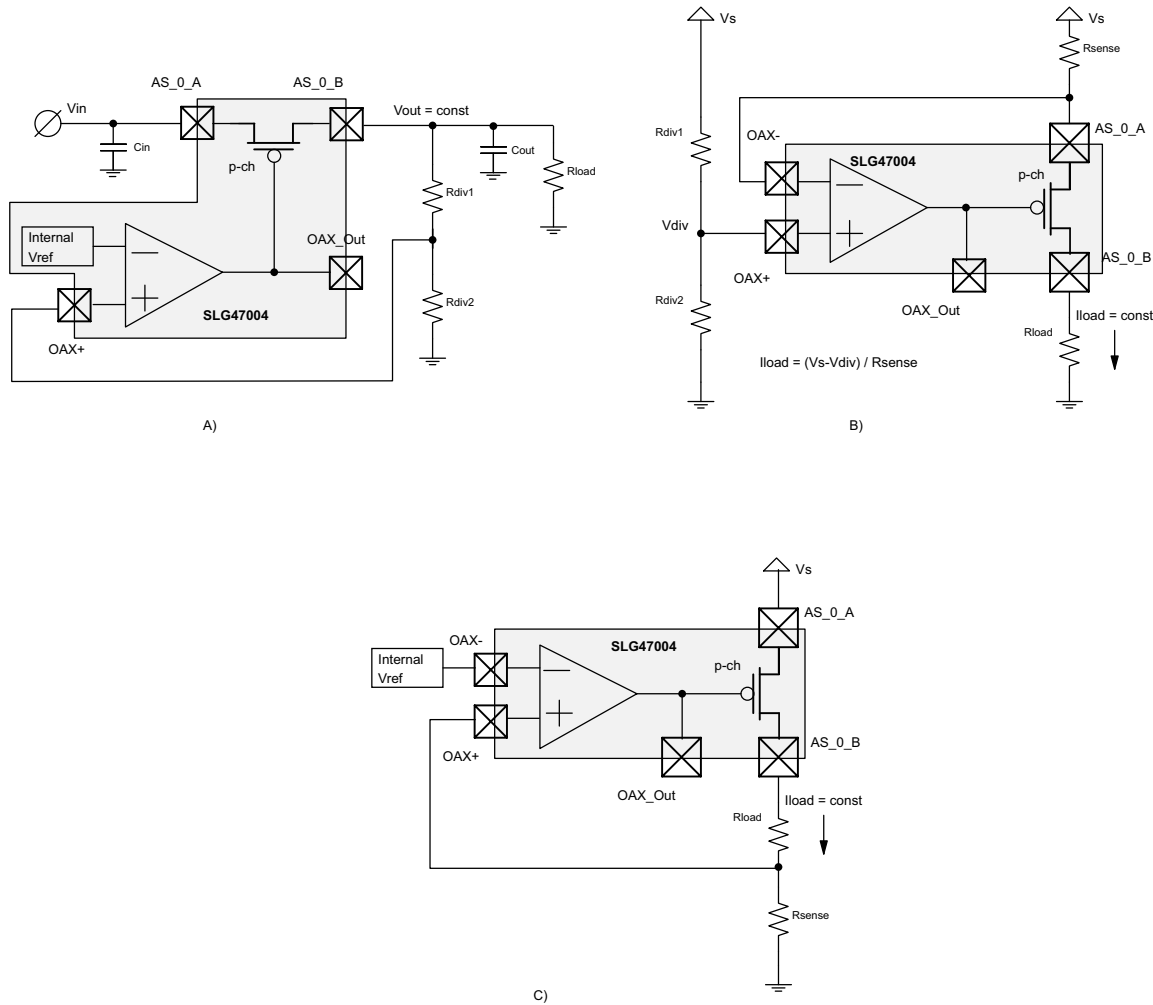 AS_0_A
AS_0_B
Vin
Vout = const
Cin
p-ch
Cout
Rload
Rdiv1
Internal
Vref
OAX_Out
Rdiv2
SLG47004
OAX+
A)
Vs
Vs
Rsense
Rdiv1
OAX-
AS_0_A
SLG47004
p-ch
Vdiv
OAX+
AS_0_B
Rdiv2
OAX_Out
Iload = const
Rload
Iload = (Vs-Vdiv) / Rsense
B)
Vs
AS_0_A
OAX-
SLG47004
Internal
Vref
p-ch
OAX+
AS_0_B
OAX_Out
Iload = const
Rload
Rsense
C)